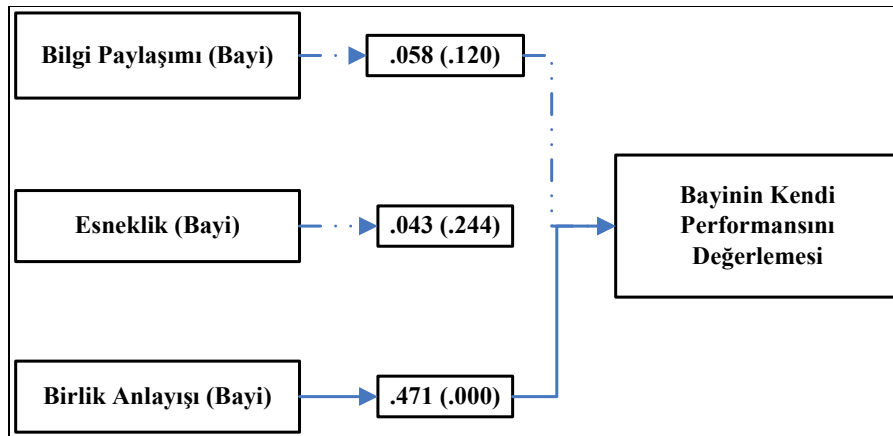 Bilgi Paylaşımı (Bayi)
.058 (.120)
Esneklik (Bayi)
.043 (.244)
Birlik Anlayışı (Bayi)
.471 (.000)
Bayinin Kendi
Performansını
Değerlemesi